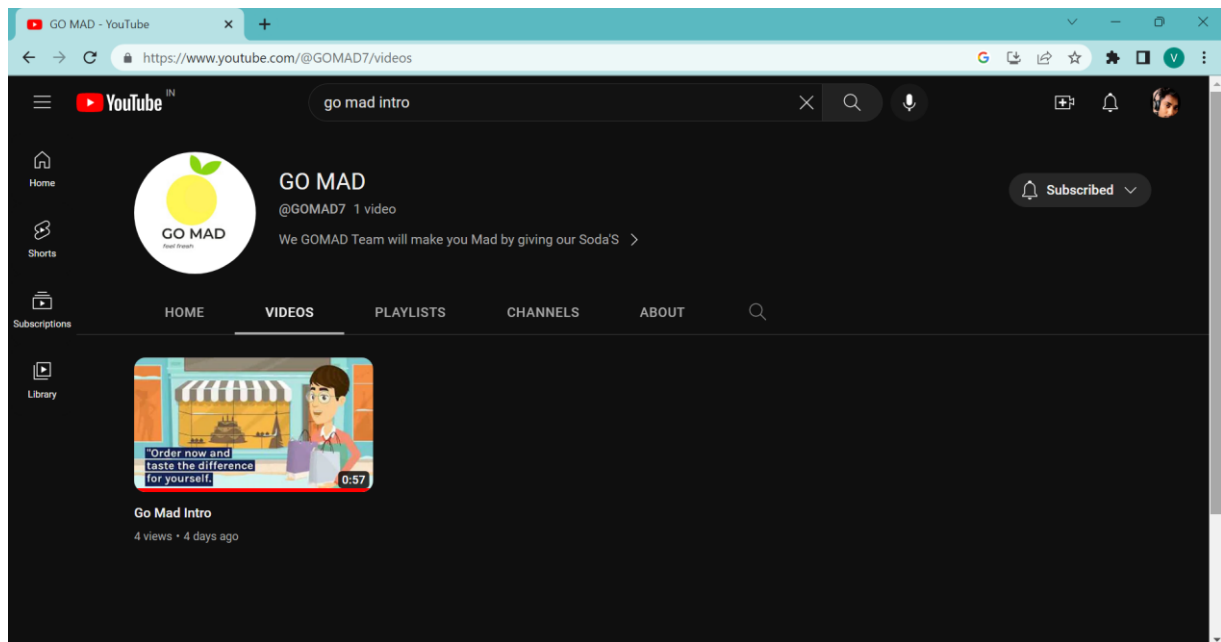 GO MAD - YouTube
https://www.youtube.com/@GOMAD7/videos
G
V
YouTube IN
go mad intro
Home
Shorts
Subscriptions
Library
GO MAD
feel fresh
GO MAD
@GOMAD7 1 video
We GOMAD Team will make you Mad by giving our Soda'S
Subscribed
HOME VIDEOS PLAYLISTS CHANNELS ABOUT
"Order now and
taste the difference
for yourself.
0:57
Go Mad Intro
4 views • 4 days ago